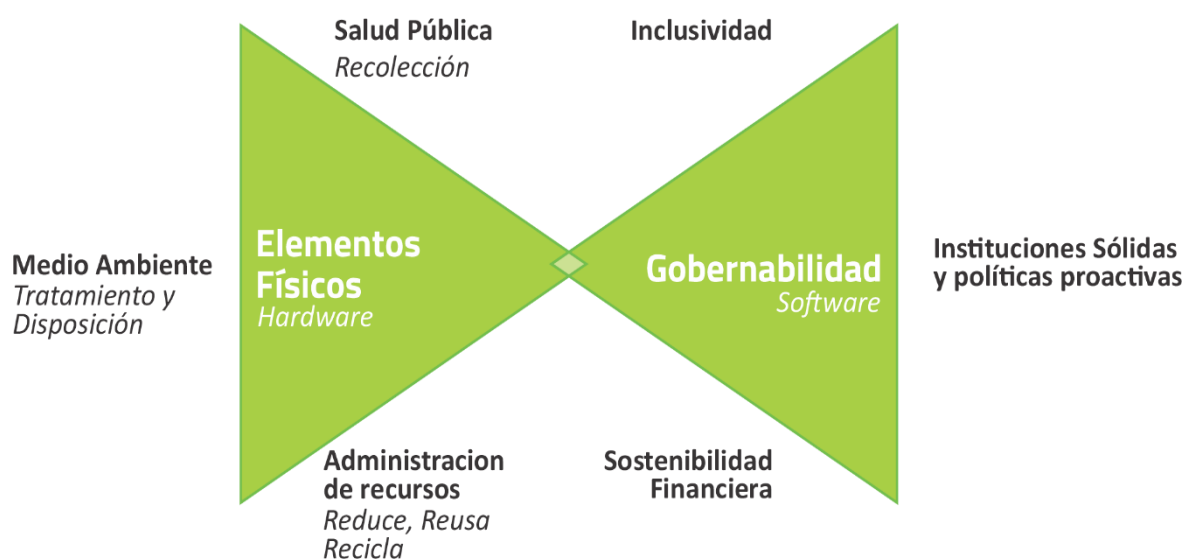 Salud Pública
Recolección
Inclusividad
Elementos
Físicos
Hardware
Gobernabilidad
Software
Medio Ambiente
Tratamiento y
Disposición
Instituciones Sólidas
y políticas proactivas
Administracion
de recursos
Reduce, Reusa
Recicla
Sostenibilidad
Financiera